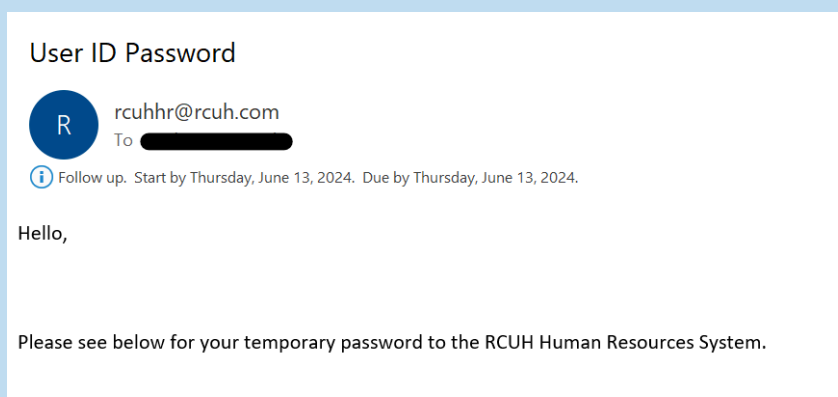 User ID Password
R
rcuhhr@rcuh.com
To
i Follow up. Start by Thursday, June 13, 2024. Due by Thursday, June 13, 2024.
Hello,
Please see below for your temporary password to the RCUH Human Resources System.